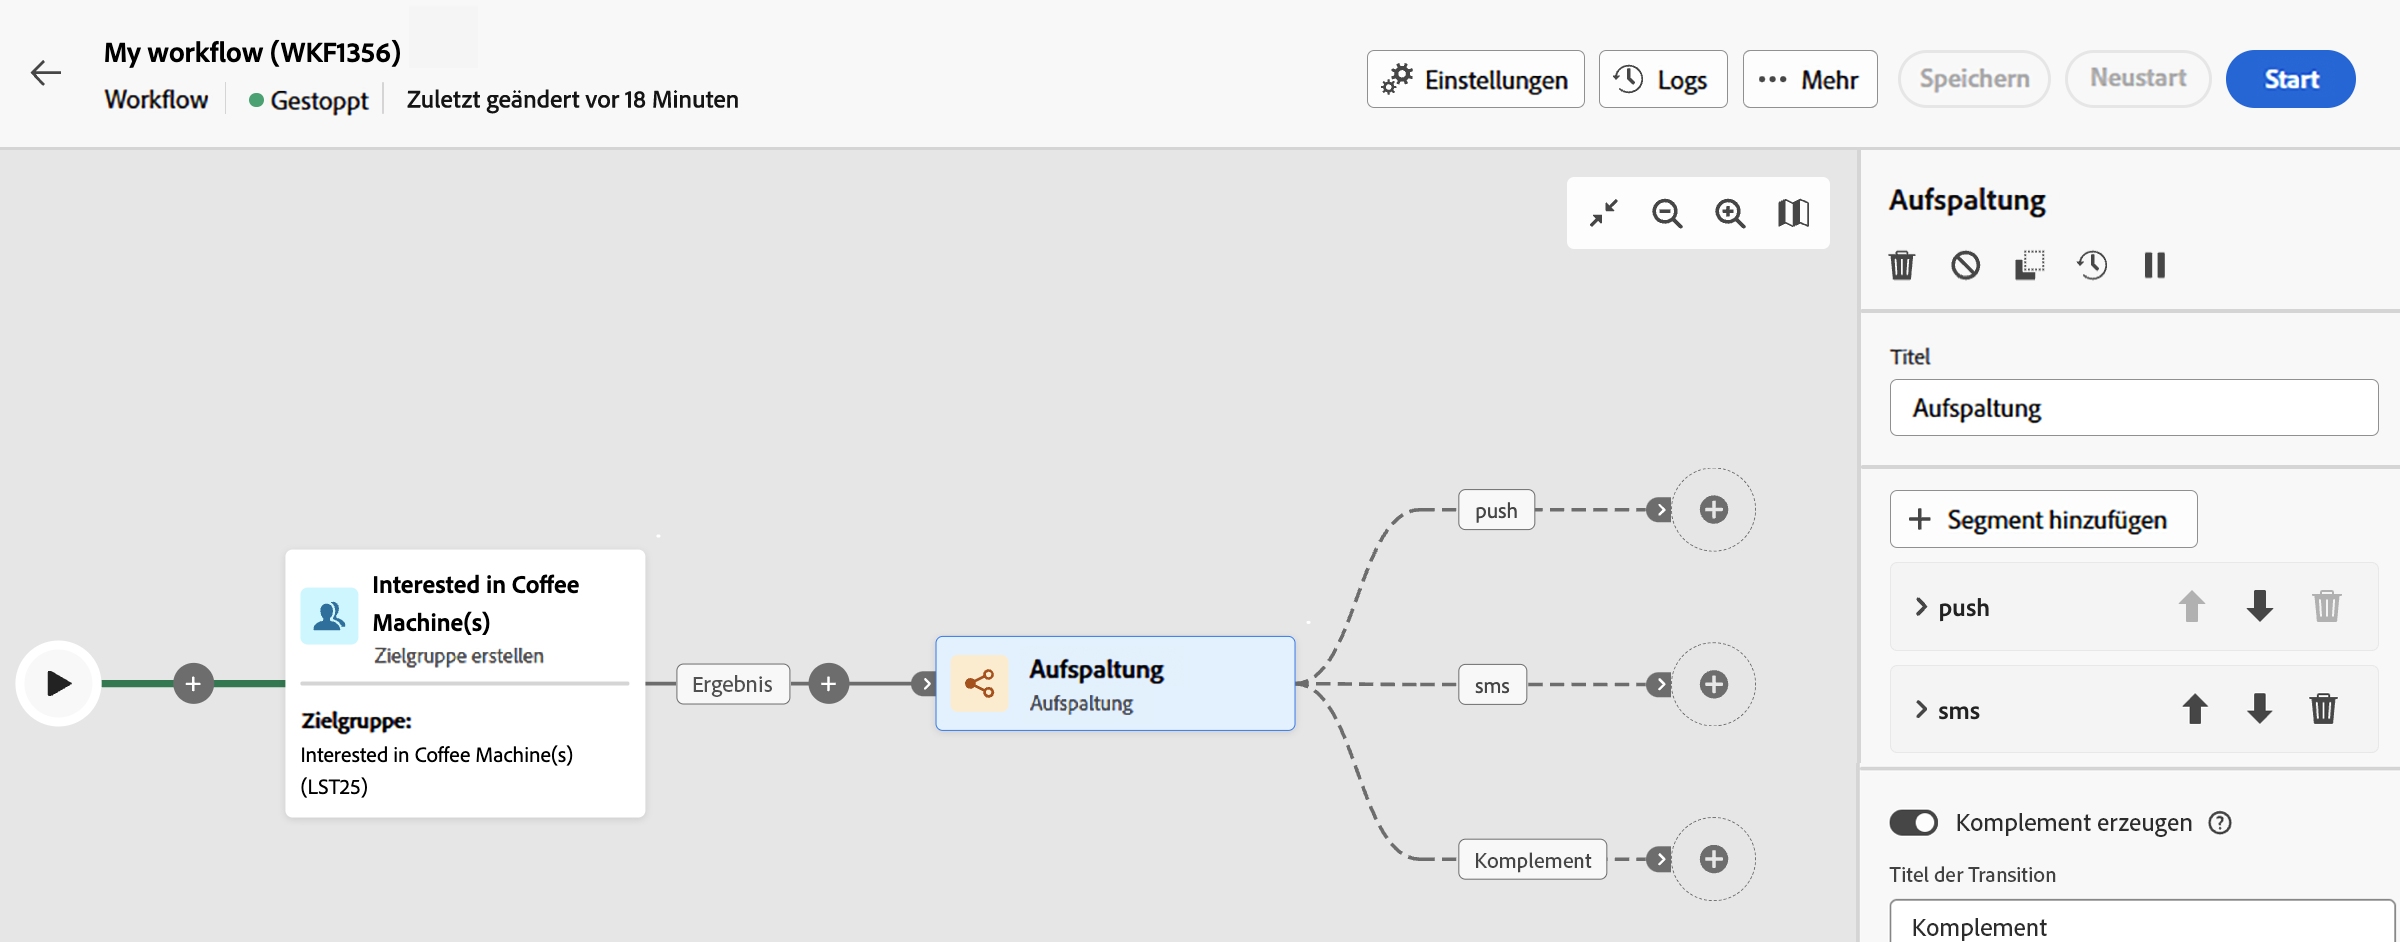 My workflow (WKF1356)
Workflow
Gestoppt
Zuletzt geändert vor 18 Minuten
Einstellungen
Logs
Mehr
Speichern
Neustart
Start
Interested in Coffee
Machine(s)
Zielgruppe erstellen
Zielgruppe:
Interested in Coffee Machine(s)
(LST25)
Ergebnis
Aufspaltung
Aufspaltung
push
sms
Komplement
Aufspaltung
Titel
Aufspaltung
Segment hinzufügen
push
sms
Komplement erzeugen
Titel der Transition
Komplement